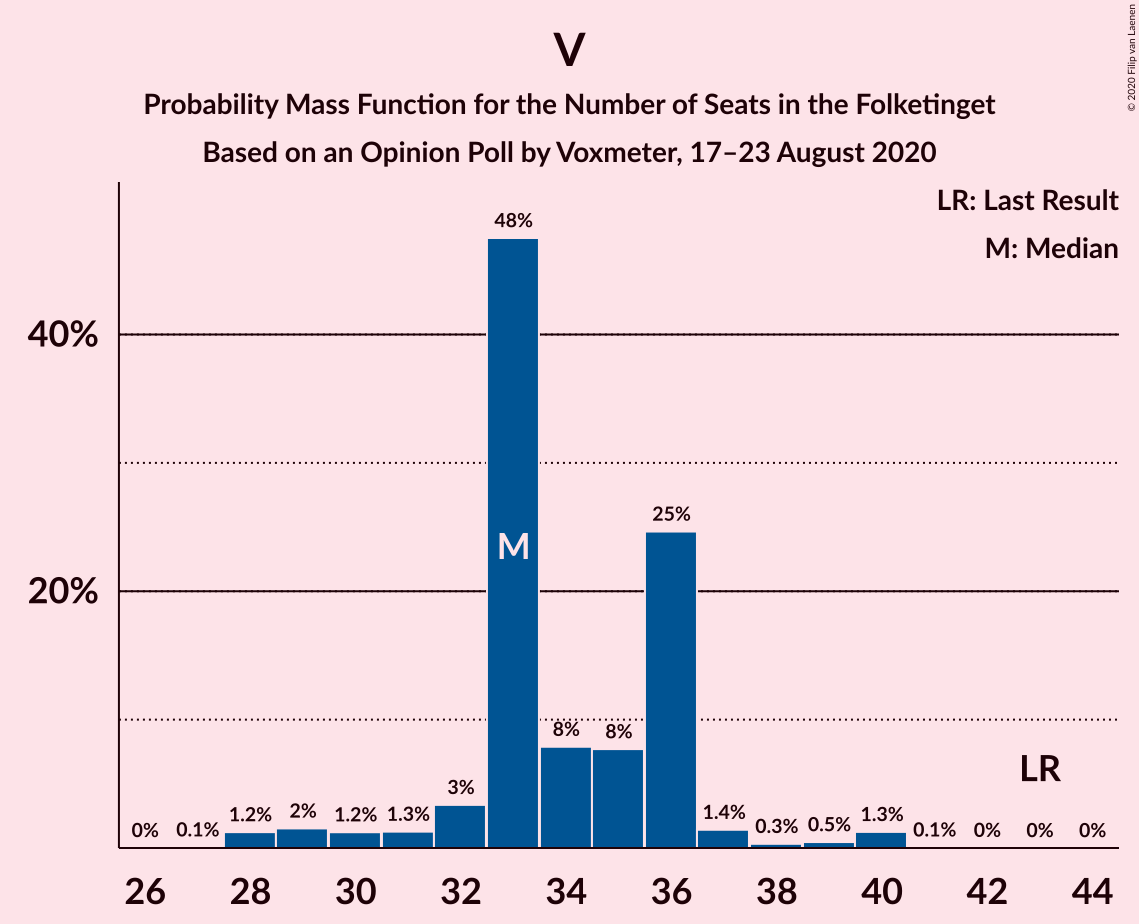 V
Probability Mass Function for the Number of Seats in the Folketinget
Based on an Opinion Poll by Voxmeter, 17–23 August 2020
© 2020 Filip van Laenen
LR: Last Result
M: Median
48%
40%
25%
M
20%
8%
8%
LR
3%
1.2%
2%
1.2%
1.3%
1.4%
0.3%
0.5%
1.3%
0%
0.1%
0.1%
0%
0%
0%
26 28 30 32 34 36 38 40 42 44